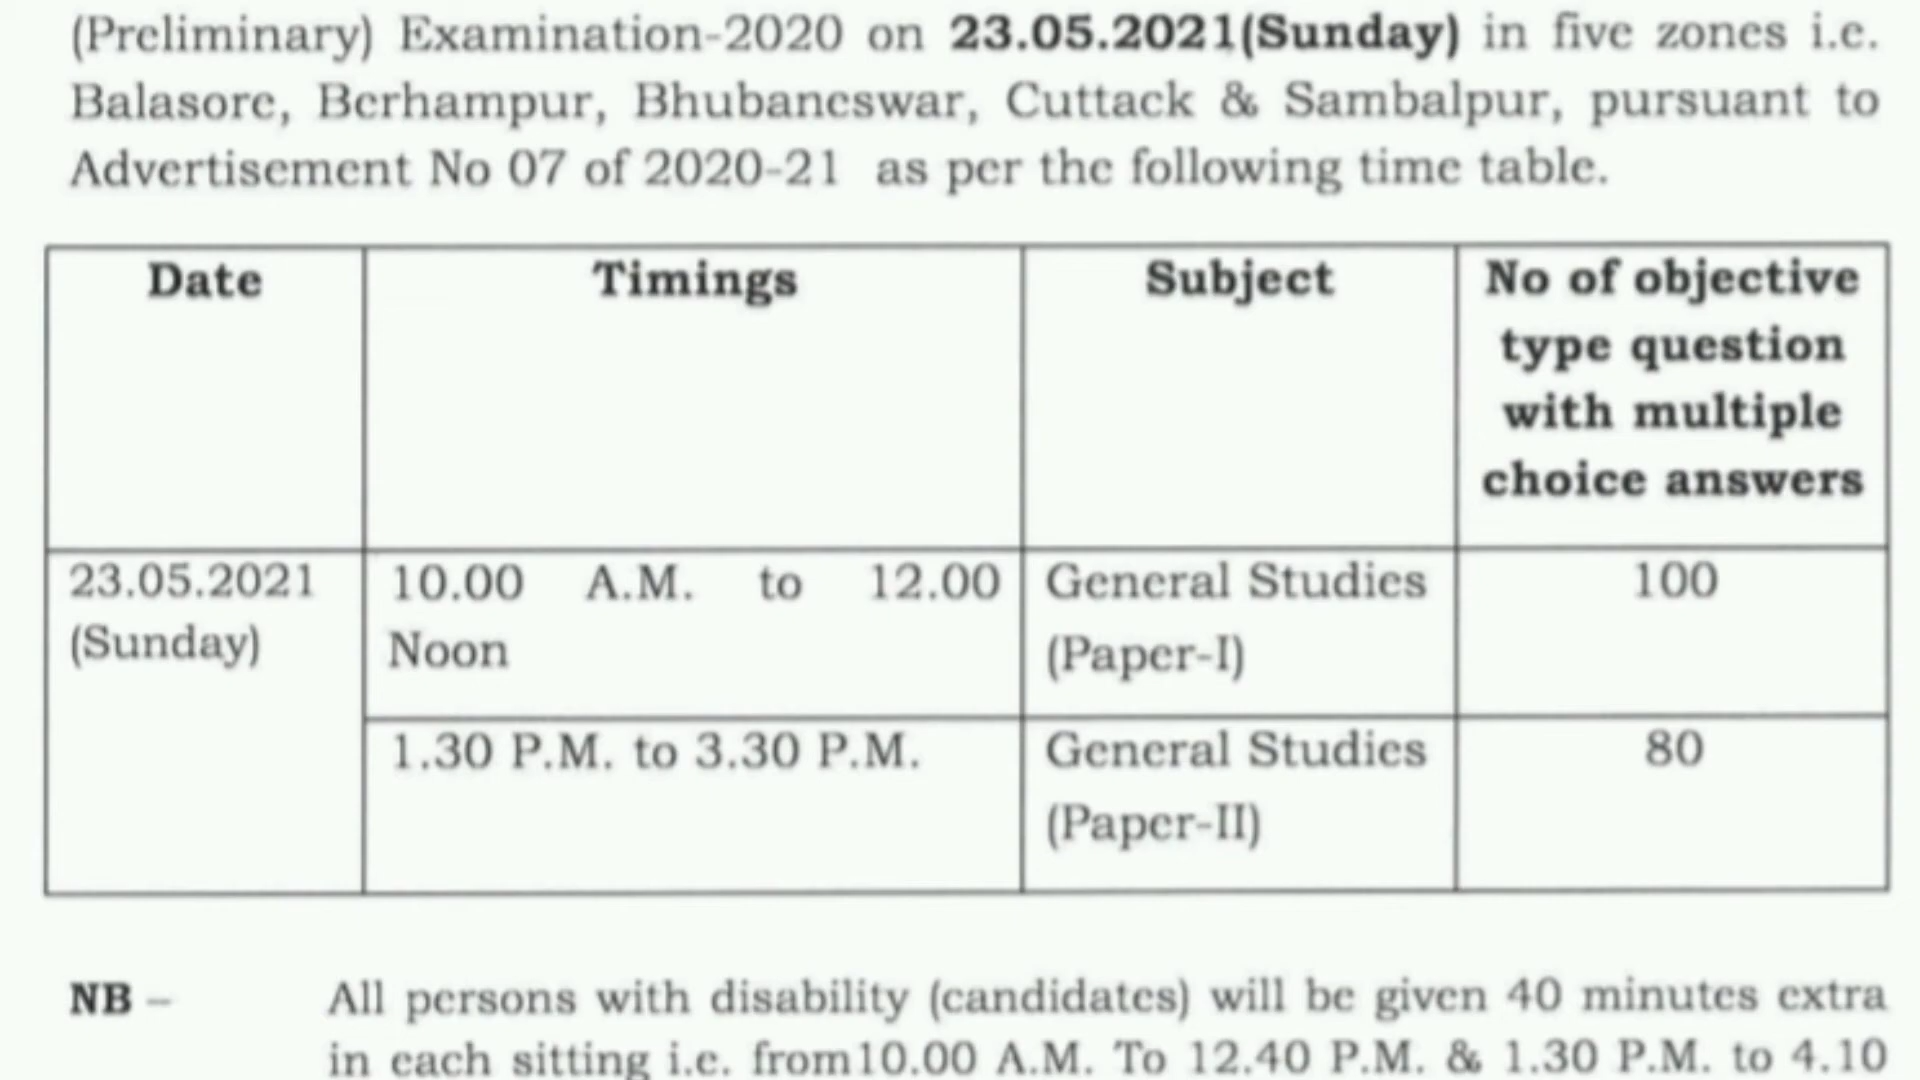 (Preliminary) Examination-2020 on 23.05.2021(Sunday) in five zones i.e.
Balasore, Berhampur, Bhubaneswar, Cuttack & Sambalpur, pursuant to
Advertisement No 07 of 2020-21 as per the following time table.
Date
Timings
Subject
No of objective
type question
with multiple
choice answers
23.05.2021
(Sunday)
10.00 A.M. to 12.00
Noon
General Studies
(Paper-I)
100
1.30 P.M. to 3.30 P.M.
General Studies
(Paper-II)
80
NB – All persons with disability (candidates) will be given 40 minutes extra
in each sitting i.e. from10.00 A.M. To 12.40 P.M. & 1.30 P.M. to 4.10